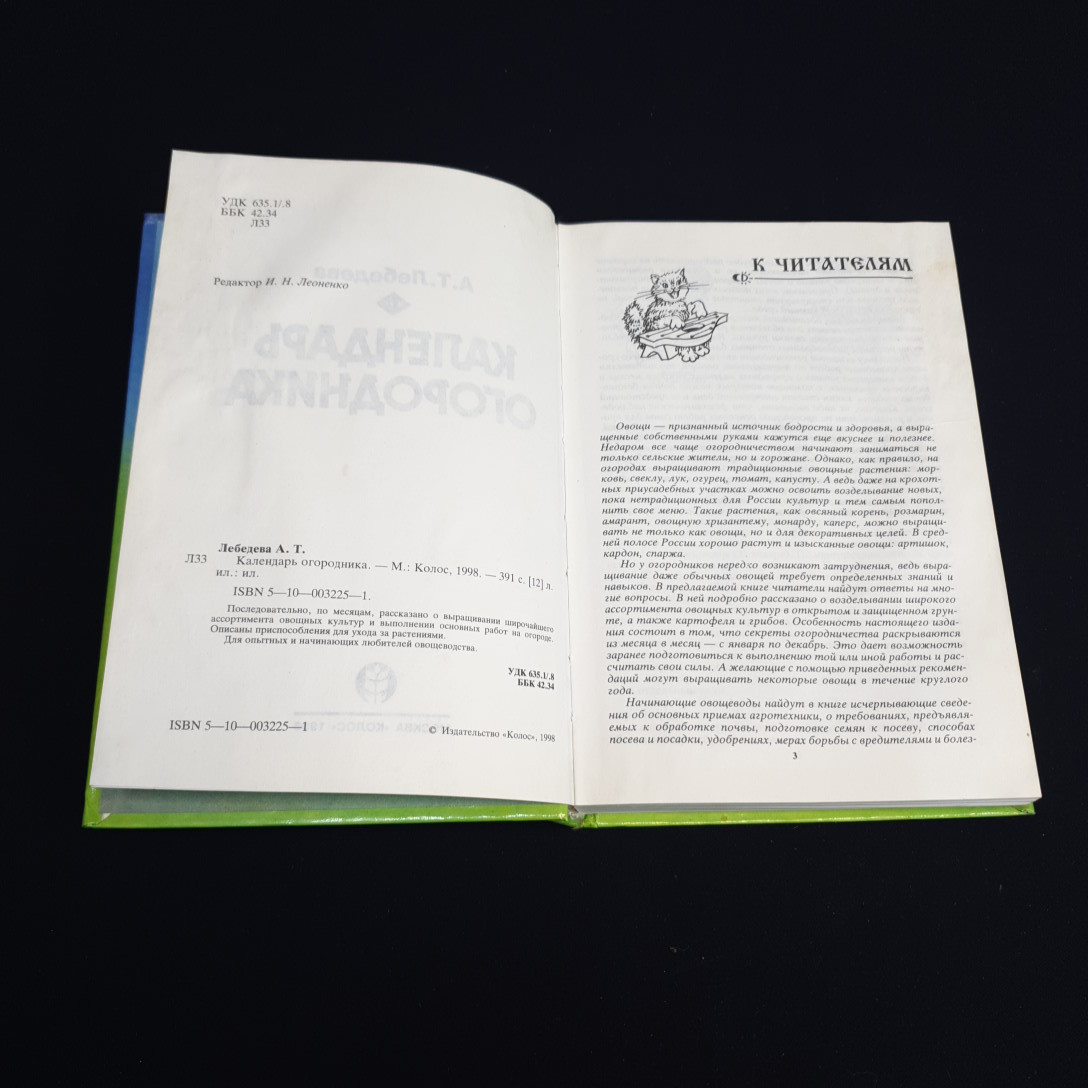 УДК 635.1/.8
ББК 42.34
Л33
Редактор И. Н. Леоненко
Лебедева А. Т.
Л33 Календарь огородника. — М.: Колос, 1998. — 391 с. [12] л.
ил.: ил.
ISBN 5—10—003225—1.
Последовательно, по месяцам, рассказано о выращивании широчайшего
ассортимента овощных культур и выполнении основных работ на огороде.
Описаны приспособления для ухода за растениями.
Для опытных и начинающих любителей овощеводства.
УДК 635.1/.8
ББК 42.34
ISBN 5—10—003225—1
© Издательство «Колос», 1998
К ЧИТАТЕЛЯМ
Овощи — признанный источник бодрости и здоровья, а выра-
щенные собственными руками кажутся еще вкуснее и полезнее.
Недаром все чаще огородничеством начинают заниматься не
только сельские жители, но и горожане. Однако, как правило, на
огородах выращивают традиционные овощные растения: мор-
ковь, свеклу, лук, огурец, томат, капусту. А ведь даже на крохот-
ных приусадебных участках можно освоить возделывание новых,
пока нетрадиционных для России культур и тем самым попол-
нить свое меню. Такие растения, как овсяный корень, розмарин,
амарант, овощную хризантему, монарду, каперс, можно выращи-
вать не только как овощи, но и для декоративных целей. В сред-
ней полосе России хорошо растут и изысканные овощи: артишок,
кардон, спаржа.
Но у огородников нередко возникают затруднения, ведь выра-
щивание даже обычных овощей требует определенных знаний и
навыков. В предлагаемой книге читатели найдут ответы на мно-
гие вопросы. В ней подробно рассказано о возделывании широкого
ассортимента овощных культур в открытом и защищенном грун-
те, а также картофеля и грибов. Особенность настоящего изда-
ния состоит в том, что секреты огородничества раскрываются
из месяца в месяц — с января по декабрь. Это дает возможность
заранее подготовиться к выполнению той или иной работы и рас-
считать свои силы. А желающие с помощью приведенных рекомен-
даций могут выращивать некоторые овощи в течение круглого
года.
Начинающие овощеводы найдут в книге исчерпывающие сведе-
ния об основных приемах агротехники, о требованиях, предъявля-
емых к обработке почвы, подготовке семян к посеву, способах
посева и посадки, удобрениях, мерах борьбы с вредителями и болез-
3